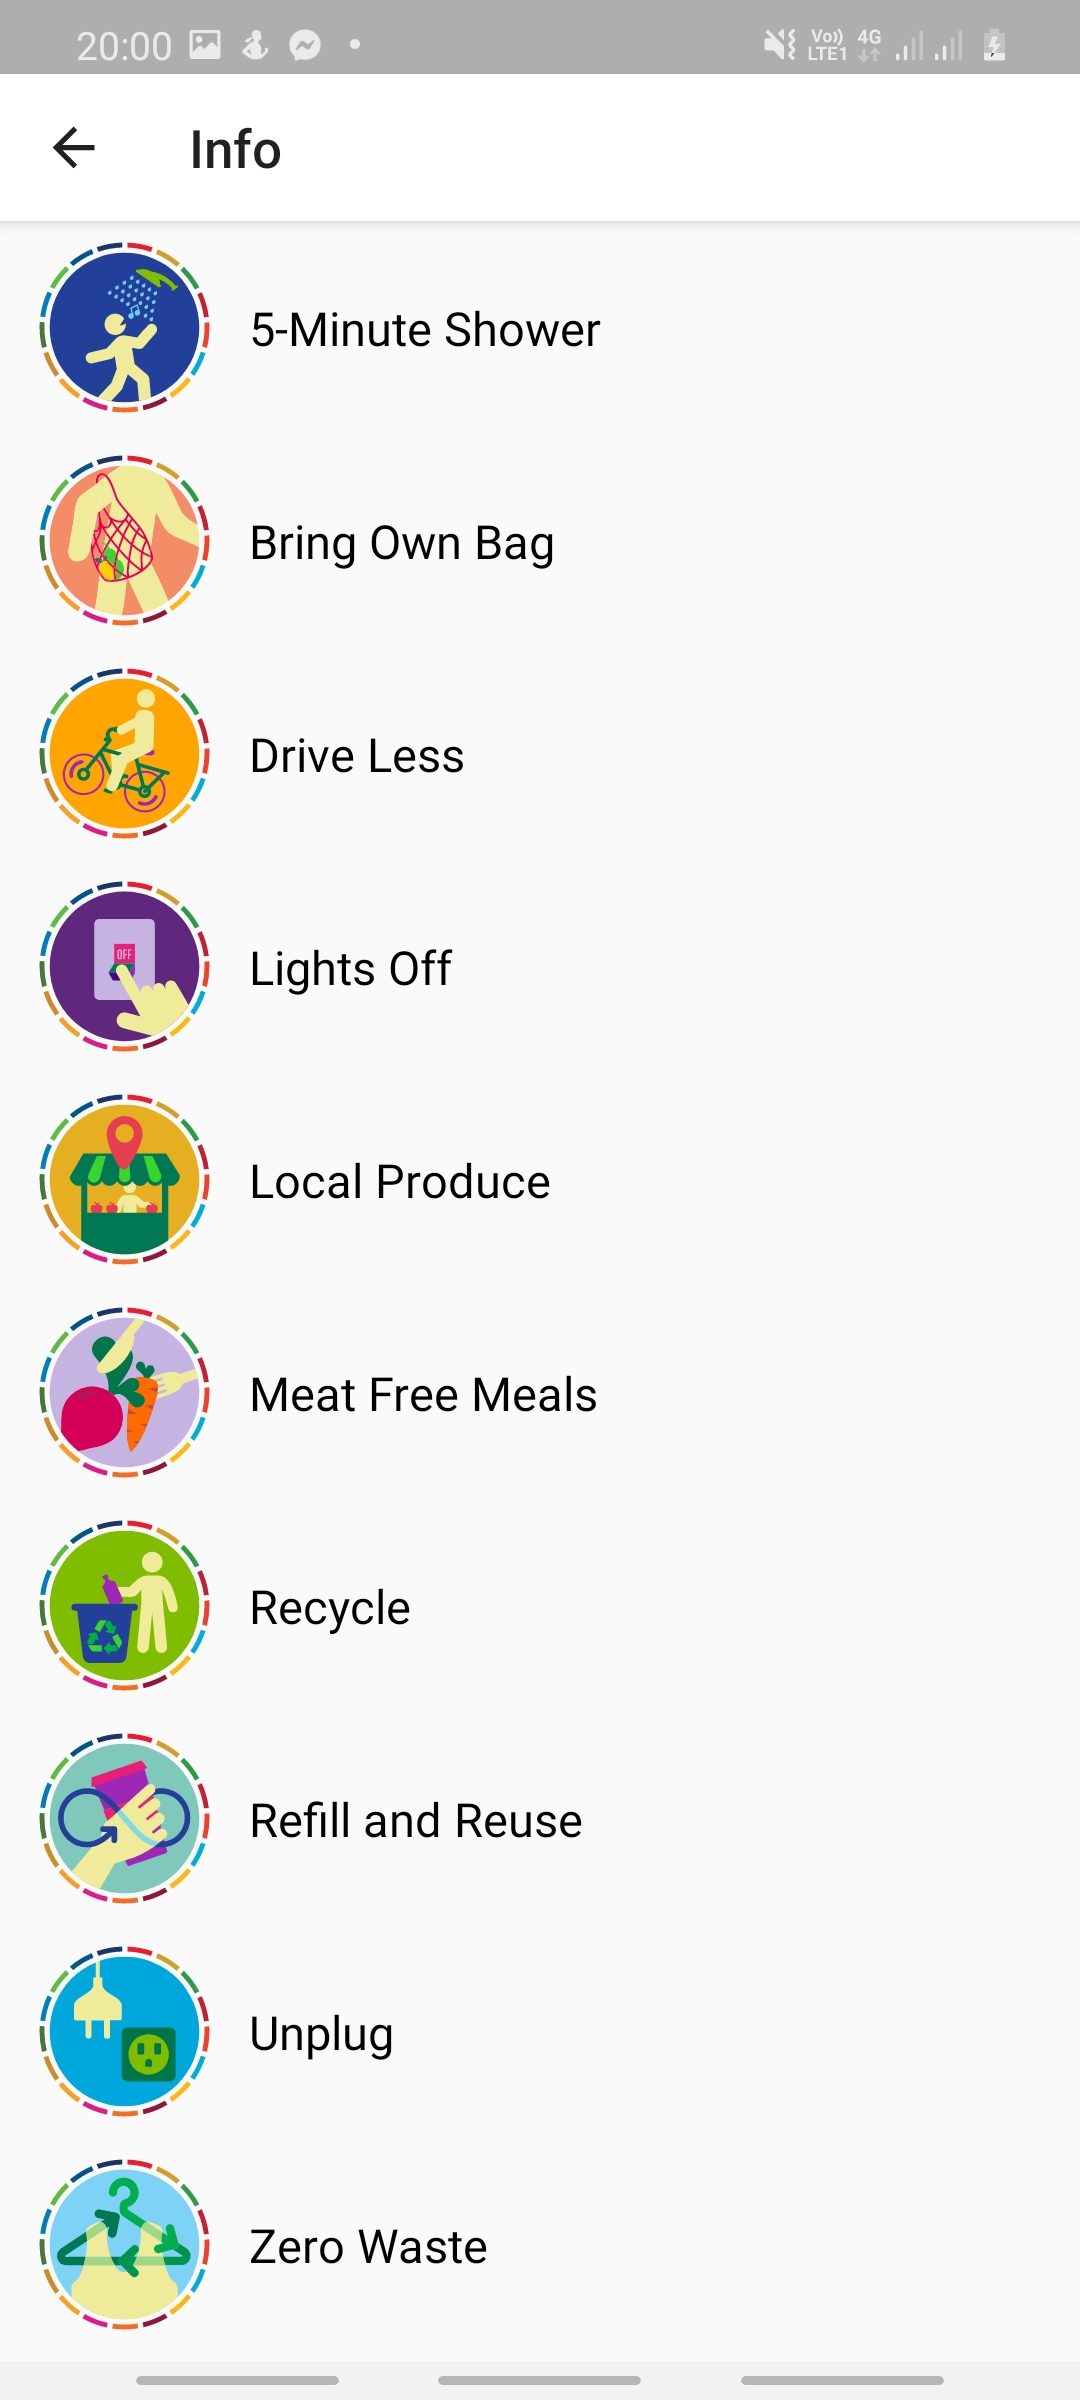 20:00 Vo)) LTE1 4G
Info
5-Minute Shower
Bring Own Bag
Drive Less
OFF
Lights Off
Local Produce
Meat Free Meals
Recycle
Refill and Reuse
Unplug
Zero Waste